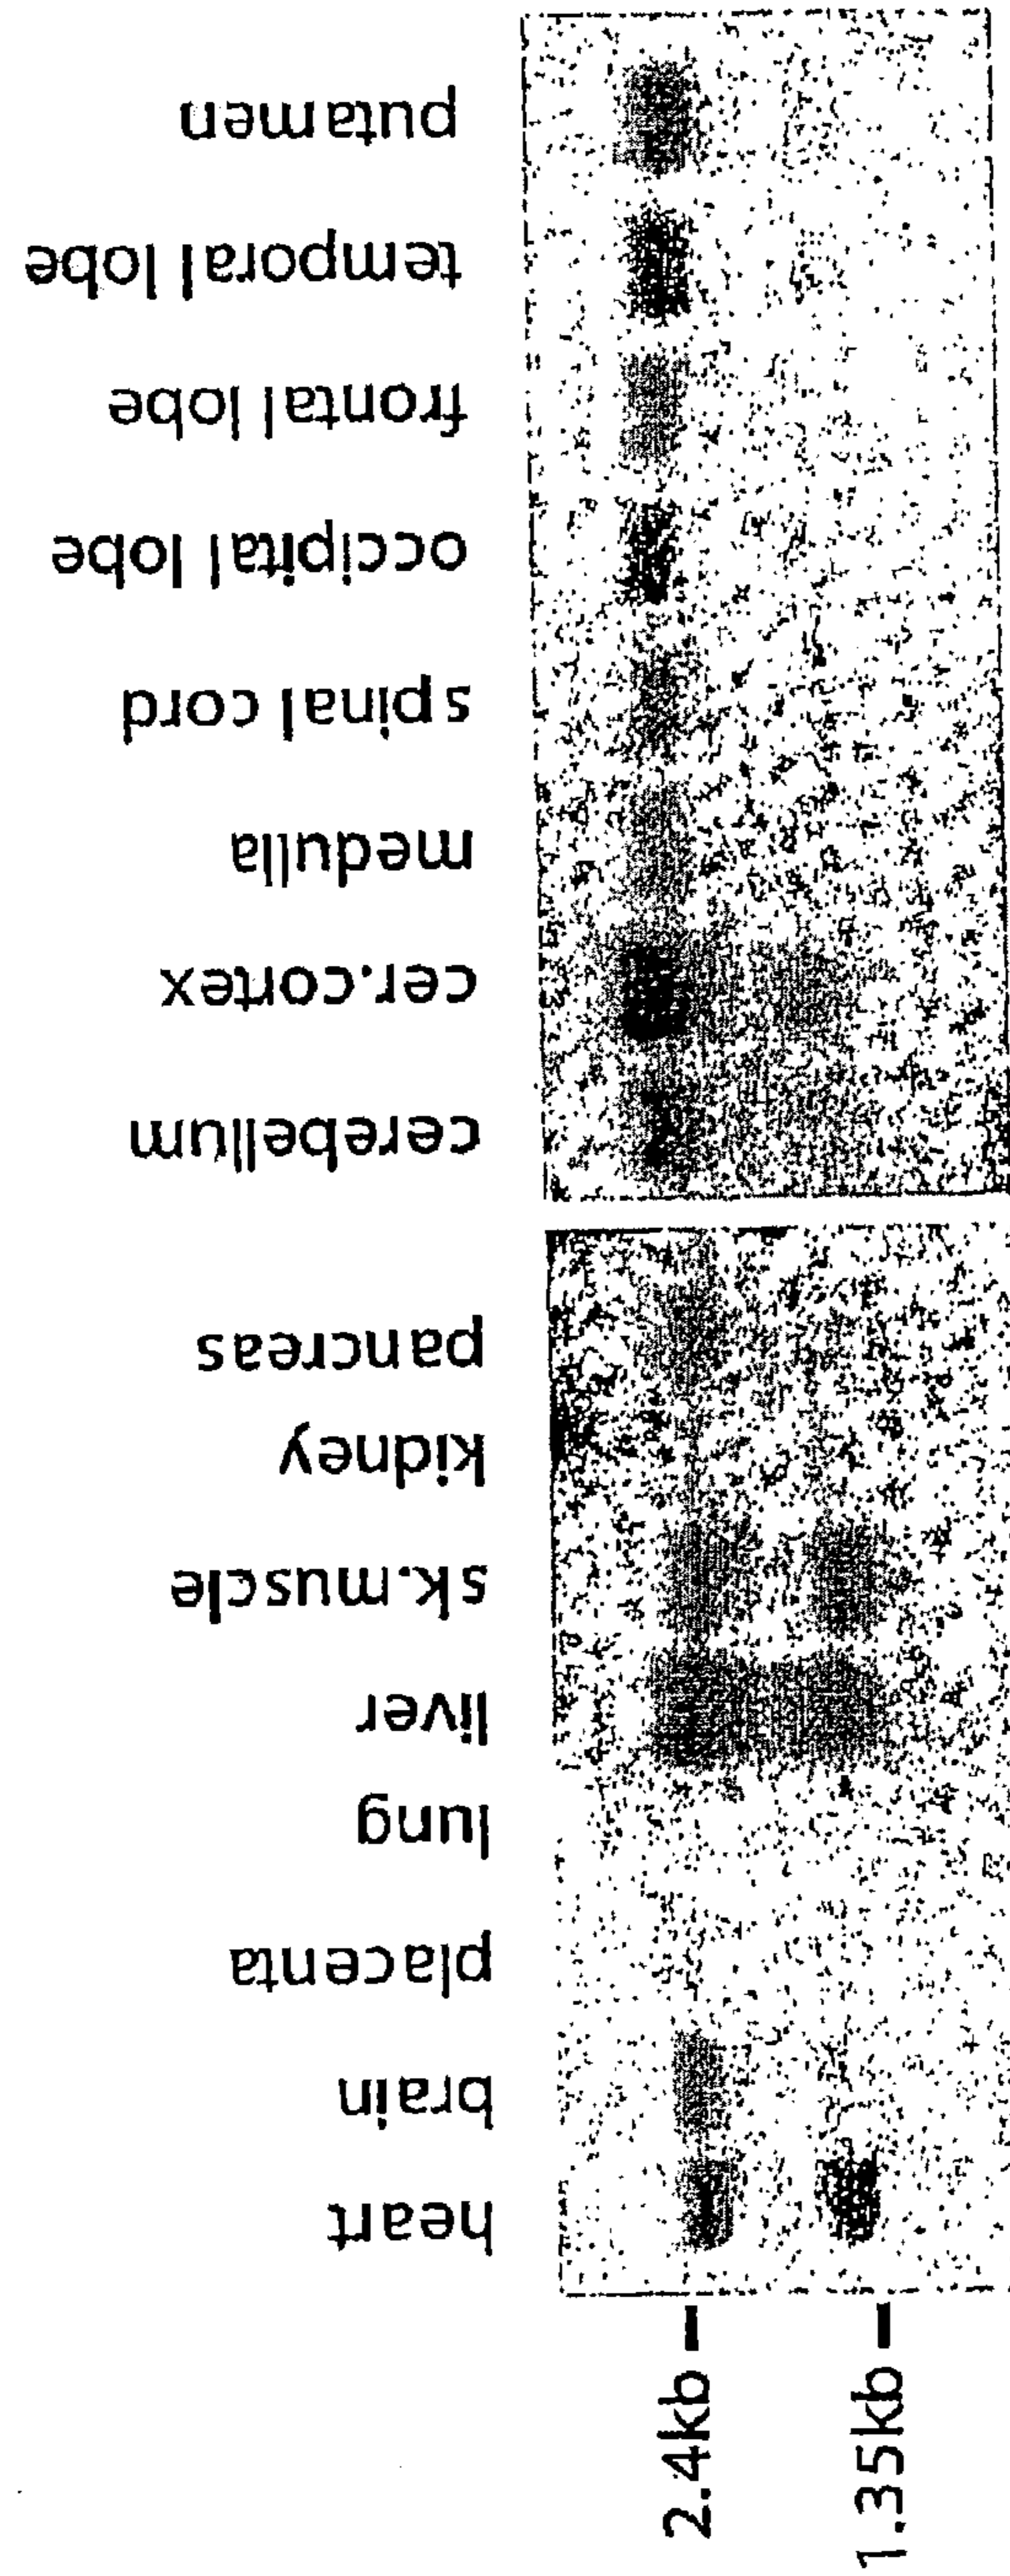 heart
brain
placenta
lung
liver
sk.muscle
kidney
pancreas
cerebellum
cer.cortex
medulla
spinal cord
occipital lobe
frontal lobe
temporal lobe
putamen
2.4kb
1.35kb